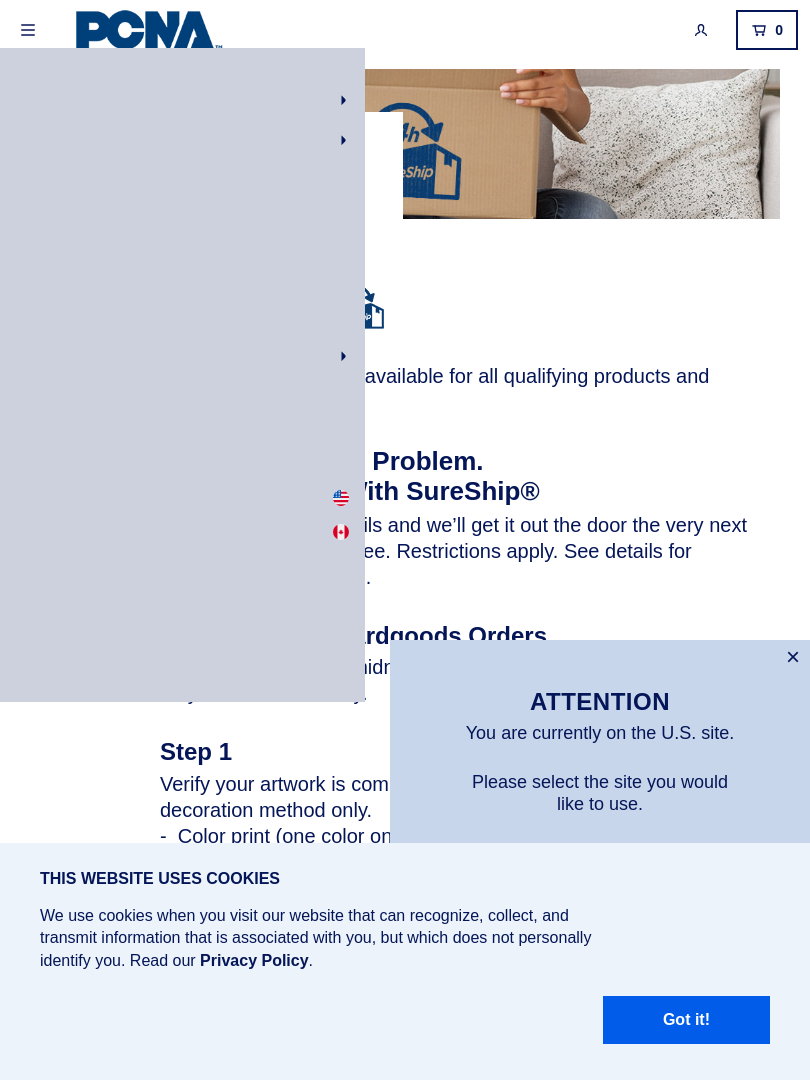 PCNA™
0
available for all qualifying products and
Problem.
ith SureShip®
ils and we’ll get it out the door the very next
ee. Restrictions apply. See details for
.
rdgoods Orders
Step 1
Verify your artwork is com
decoration method only.
- Color print (one color on
ATTENTION
You are currently on the U.S. site.
Please select the site you would
like to use.
THIS WEBSITE USES COOKIES
We use cookies when you visit our website that can recognize, collect, and
transmit information that is associated with you, but which does not personally
identify you. Read our Privacy Policy.
Got it!